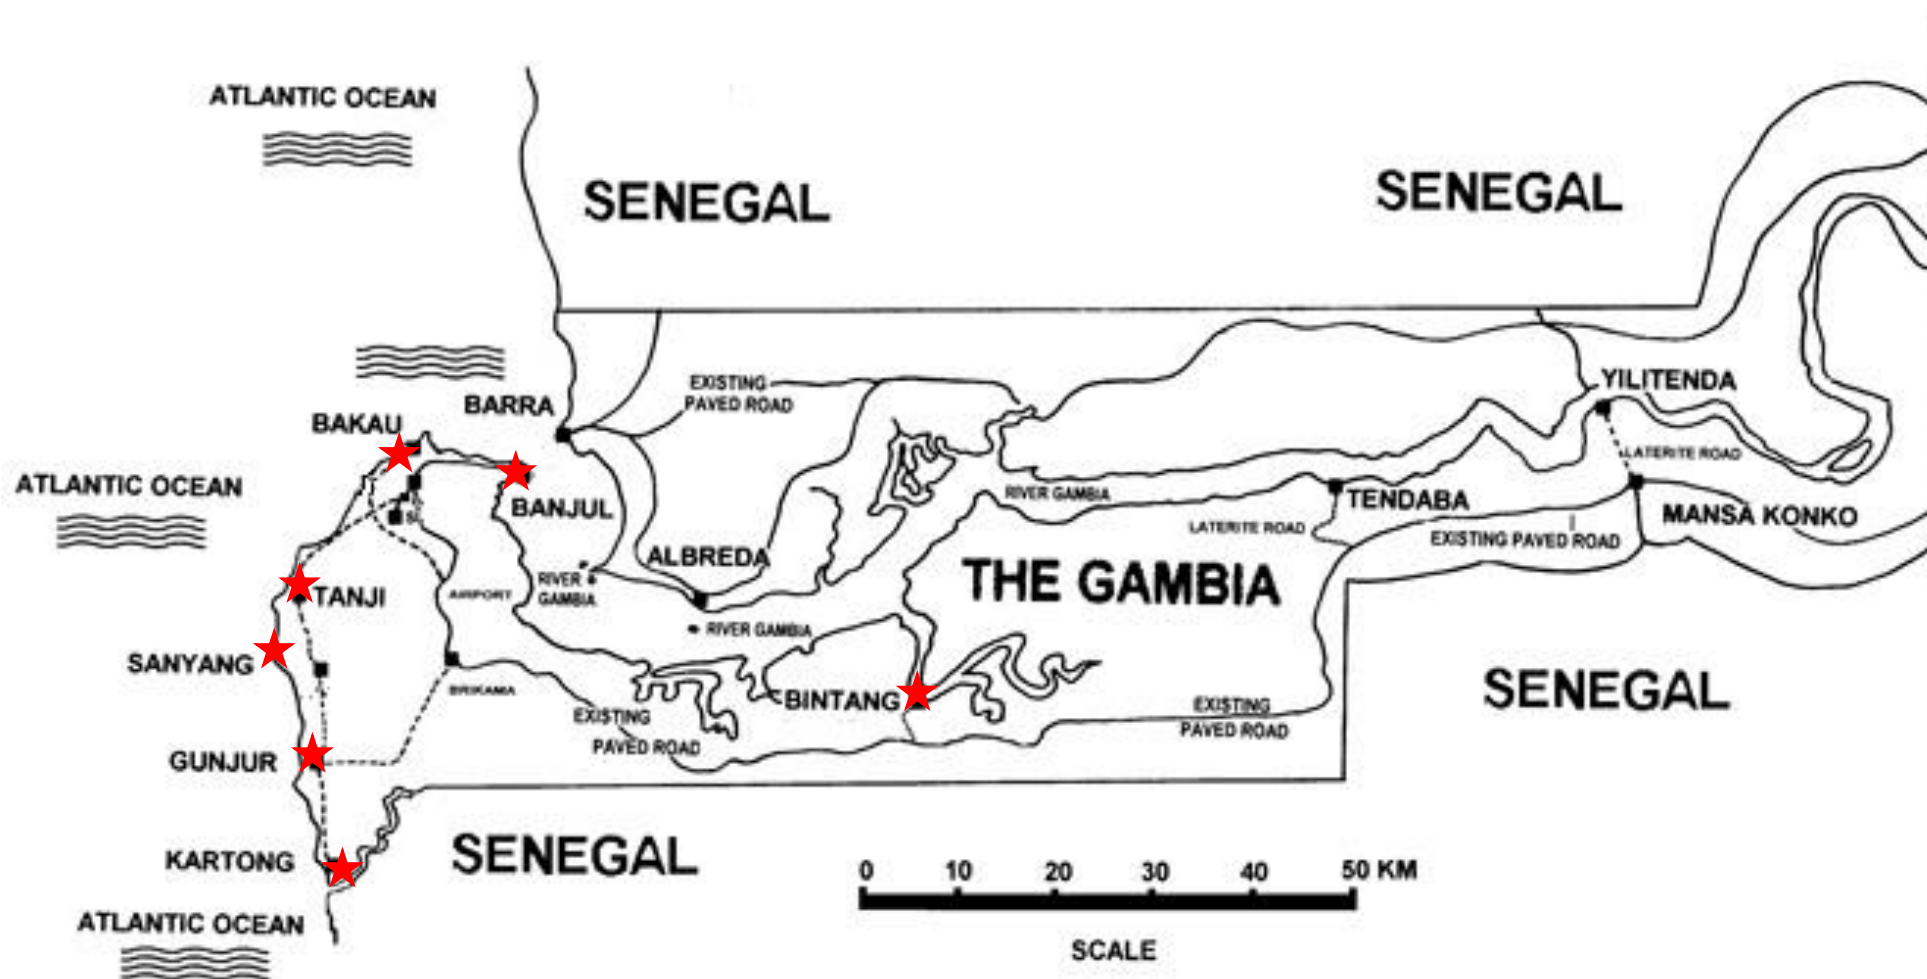 ATLANTIC OCEAN
SENEGAL
SENEGAL
EXISTING
PAVED ROAD
YILITENDA
BARRA
BAKAU
LATERITE ROAD
ATLANTIC OCEAN
RIVER GAMBIA
TENDABA
BANJUL
MANSA KONKO
LATERITE ROAD
EXISTING PAVED ROAD
ALBREDA
RIVER
GAMBIA
THE GAMBIA
AIRPORT
TANJI
RIVER GAMBIA
SANYANG
BRIKAMA
BINTANG
SENEGAL
EXISTING
PAVED ROAD
EXISTING
PAVED ROAD
GUNJUR
KARTONG
SENEGAL
0 10 20 30 40 50 KM
ATLANTIC OCEAN
SCALE